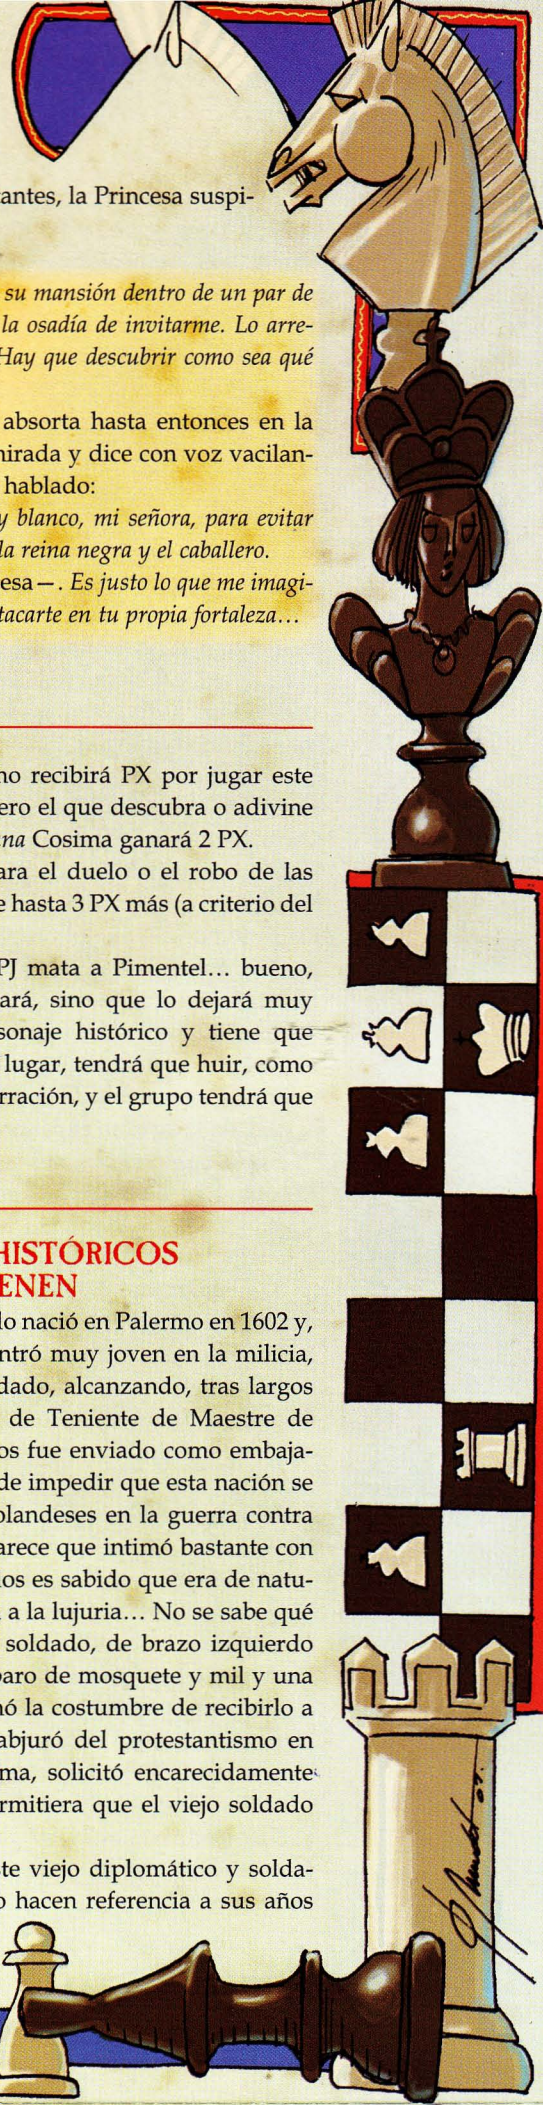 antes, la Princesa suspi-
su mansión dentro de un par de
la osadía de invitarme. Lo arre-
Hay que descubrir como sea qué
absorta hasta entonces en la
mirada y dice con voz vacilan-
hablado:
y blanco, mi señora, para evitar
la reina negra y el caballero.
esa—. Es justo lo que me imagi-
tacarte en tu propia fortaleza...
no recibirá PX por jugar este
ero el que descubra o adivine
na Cosima ganará 2 PX.
ara el duelo o el robo de las
e hasta 3 PX más (a criterio del
PJ mata a Pimentel... bueno,
ará, sino que lo dejará muy
sonaje histórico y tiene que
lugar, tendrá que huir, como
rración, y el grupo tendrá que
HISTÓRICOS
ENEN
lo nació en Palermo en 1602 y,
ntró muy joven en la milicia,
dado, alcanzando, tras largos
de Teniente de Maestre de
os fue enviado como embaja-
de impedir que esta nación se
olandeses en la guerra contra
arece que intimó bastante con
os es sabido que era de natu-
a la lujuria... No se sabe qué
soldado, de brazo izquierdo
paro de mosquete y mil y una
nó la costumbre de recibirlo a
abjuró del protestantismo en
ma, solicitó encarecidamente
rmitiera que el viejo soldado
ste viejo diplomático y solda-
o hacen referencia a sus años